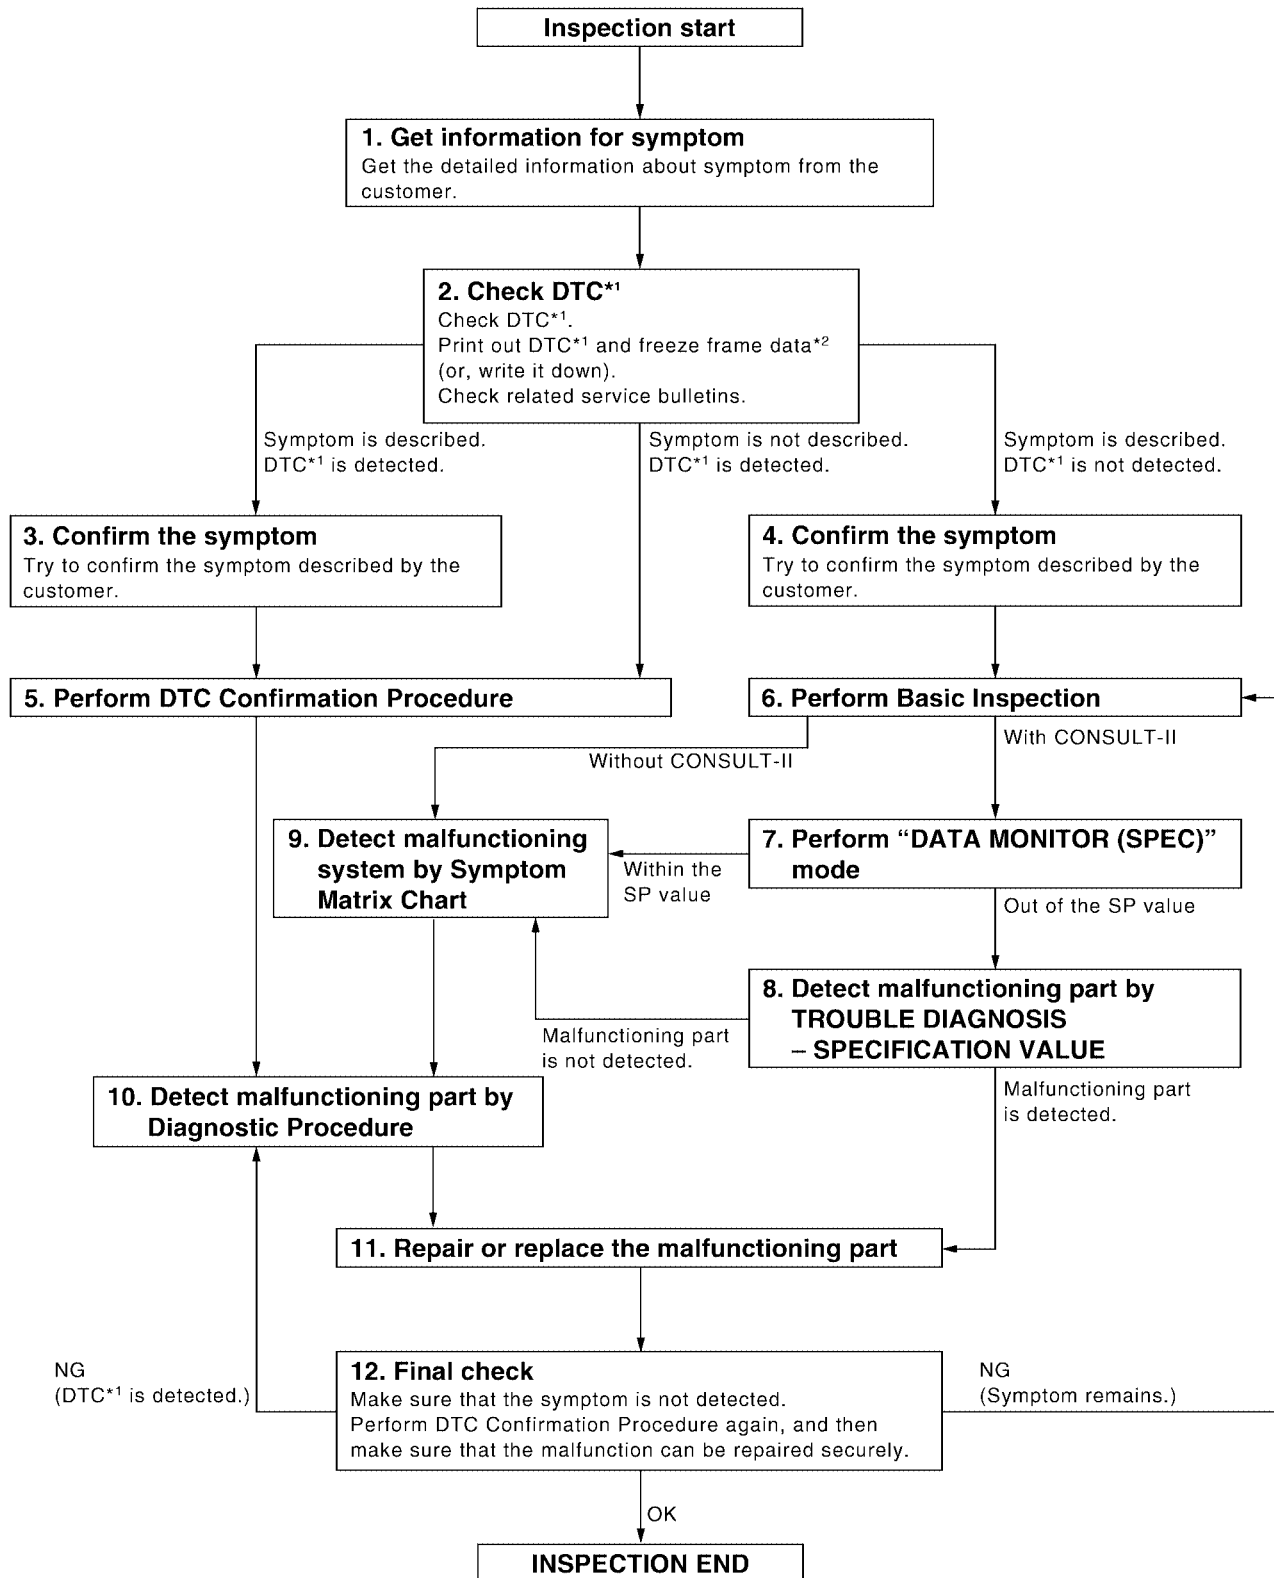 Inspection start
1. Get information for symptom
Get the detailed information about symptom from the
customer.
2. Check DTC*1
Check DTC*1.
Print out DTC*1 and freeze frame data*2
(or, write it down).
Check related service bulletins.
Symptom is described.
DTC*1 is detected.
Symptom is not described.
DTC*1 is detected.
Symptom is described.
DTC*1 is not detected.
3. Confirm the symptom
Try to confirm the symptom described by the
customer.
4. Confirm the symptom
Try to confirm the symptom described by the
customer.
5. Perform DTC Confirmation Procedure
6. Perform Basic Inspection
Without CONSULT-II
With CONSULT-II
9. Detect malfunctioning
system by Symptom
Matrix Chart
Within the
SP value
7. Perform “DATA MONITOR (SPEC)”
mode
Out of the SP value
8. Detect malfunctioning part by
TROUBLE DIAGNOSIS
– SPECIFICATION VALUE
Malfunctioning part
is not detected.
Malfunctioning part
is detected.
10. Detect malfunctioning part by
Diagnostic Procedure
11. Repair or replace the malfunctioning part
NG
(DTC*1 is detected.)
12. Final check
Make sure that the symptom is not detected.
Perform DTC Confirmation Procedure again, and then
make sure that the malfunction can be repaired securely.
NG
(Symptom remains.)
OK
INSPECTION END